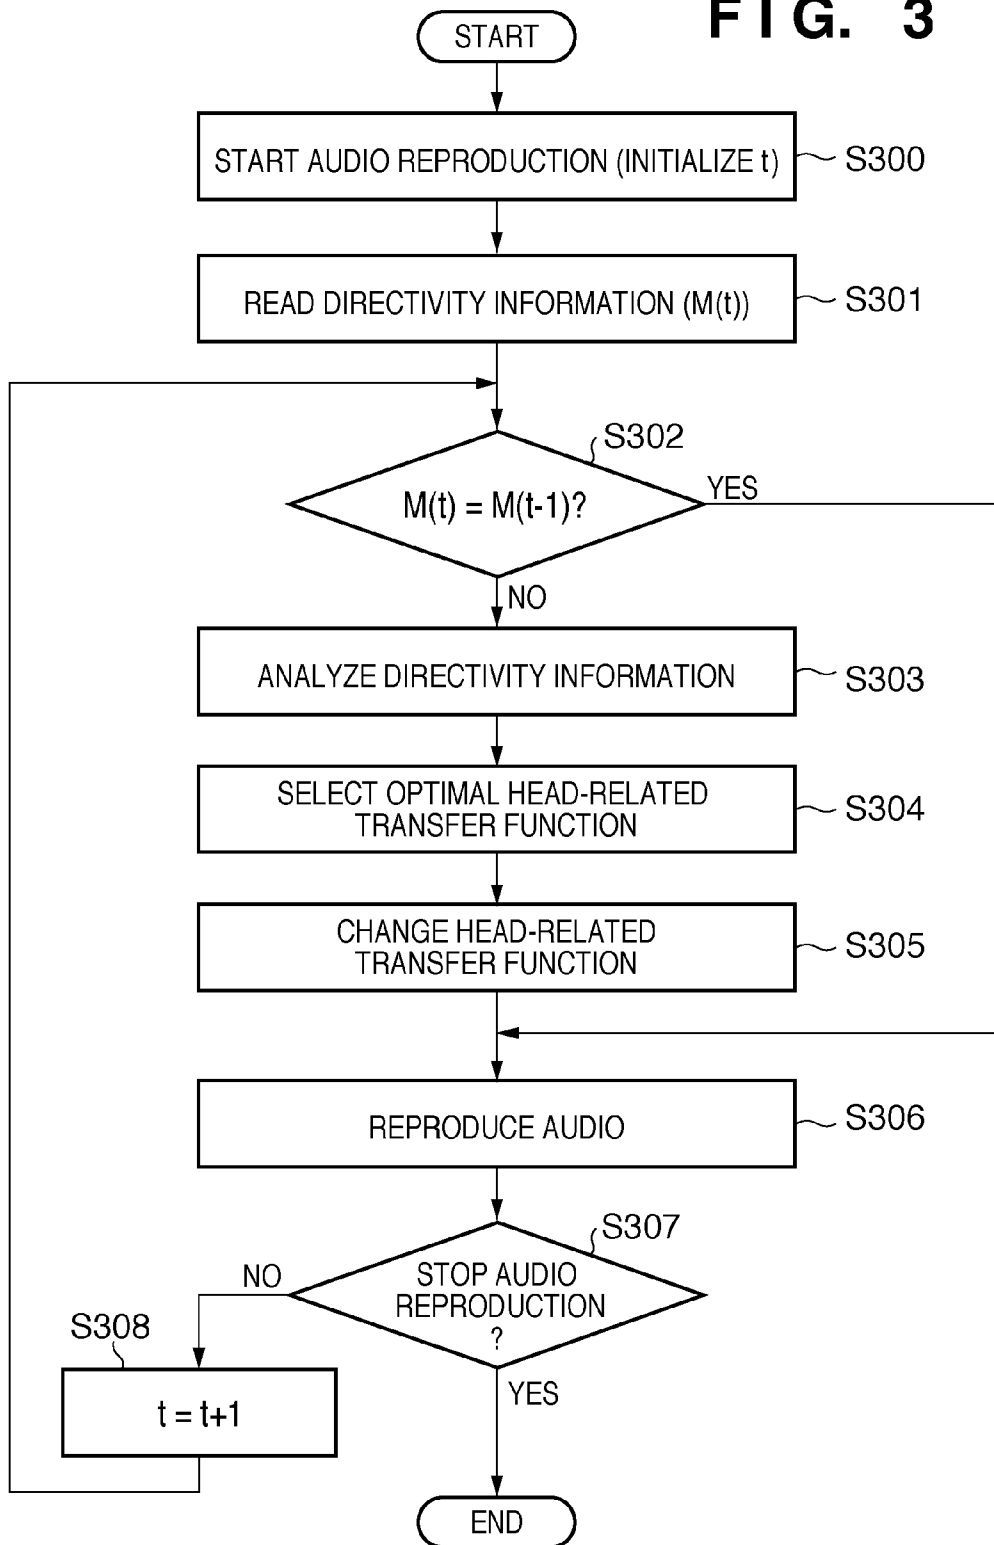 FIG. 3
START
START AUDIO REPRODUCTION (INITIALIZE t)
S300
READ DIRECTIVITY INFORMATION (M(t))
S301
S302
M(t) = M(t-1)?
YES
NO
ANALYZE DIRECTIVITY INFORMATION
S303
SELECT OPTIMAL HEAD-RELATED
TRANSFER FUNCTION
S304
CHANGE HEAD-RELATED
TRANSFER FUNCTION
S305
REPRODUCE AUDIO
S306
S307
STOP AUDIO
REPRODUCTION
?
NO
S308
t = t+1
YES
END